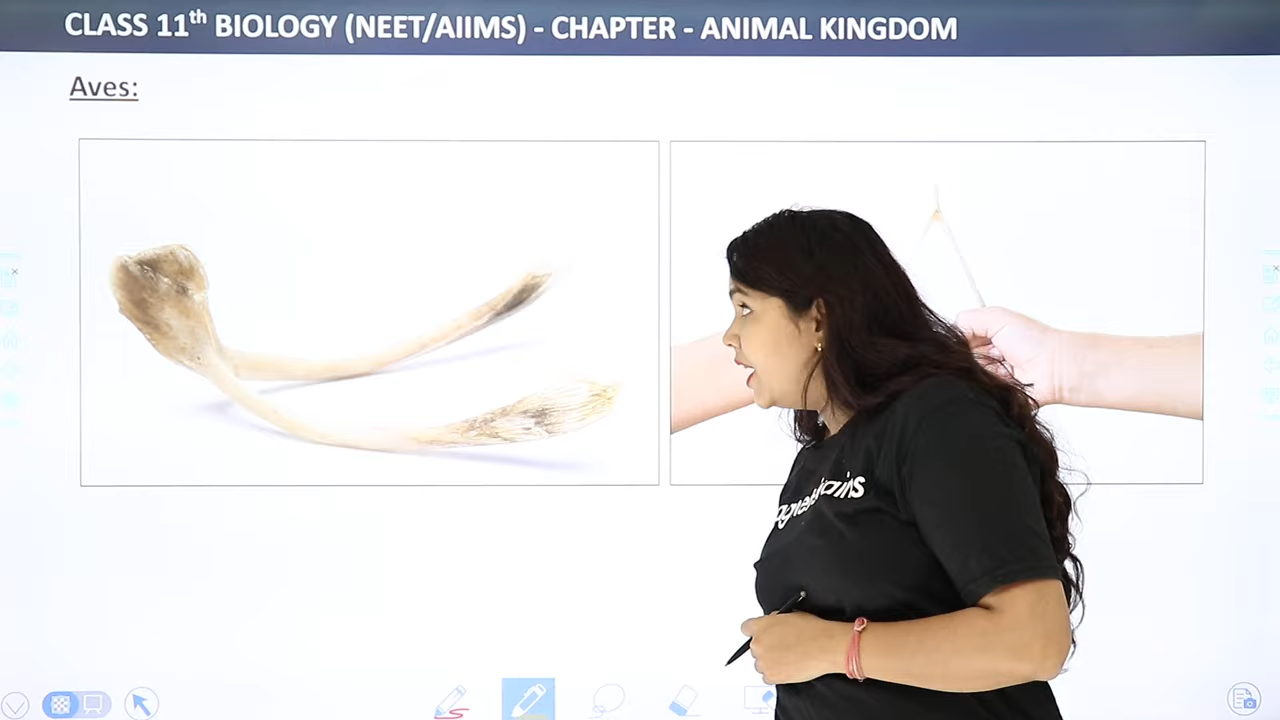 CLASS 11th BIOLOGY (NEET/AIIMS) - CHAPTER - ANIMAL KINGDOM
Aves: